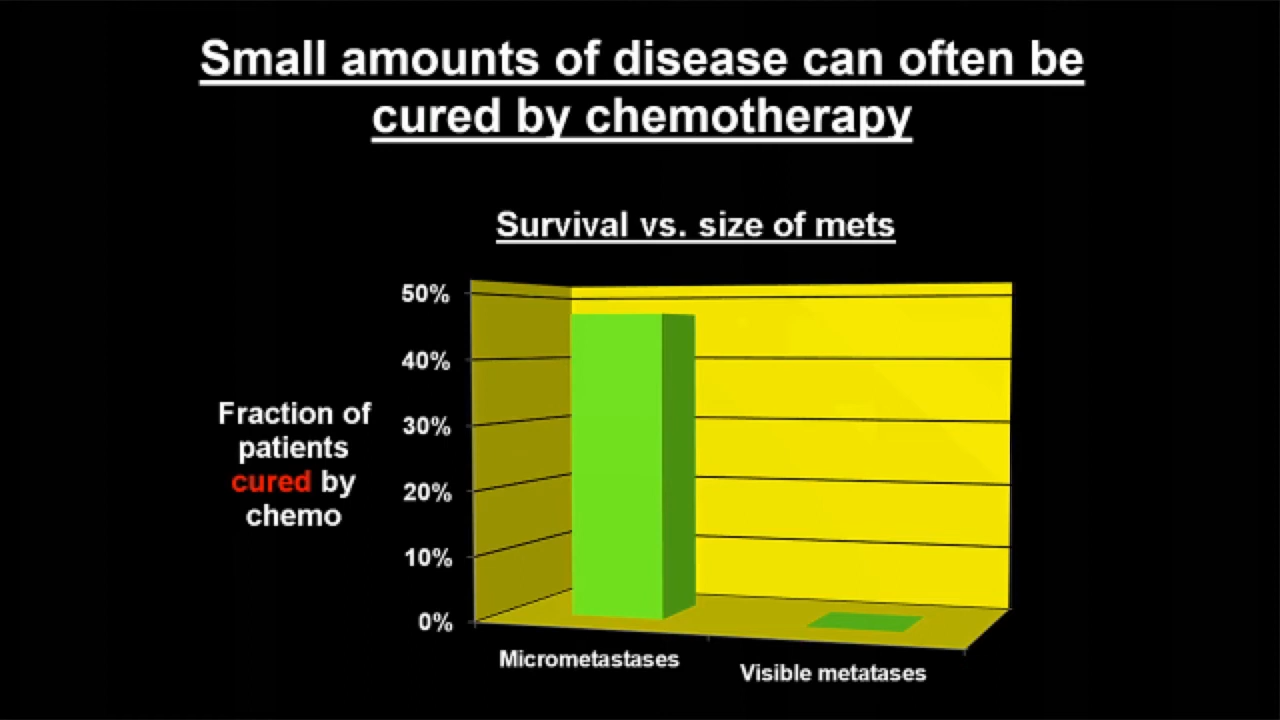 Small amounts of disease can often be
cured by chemotherapy
Survival vs. size of mets
50%
40%
30%
20%
10%
0%
Fraction of
patients
cured by
chemo
Micrometastases
Visible metatases